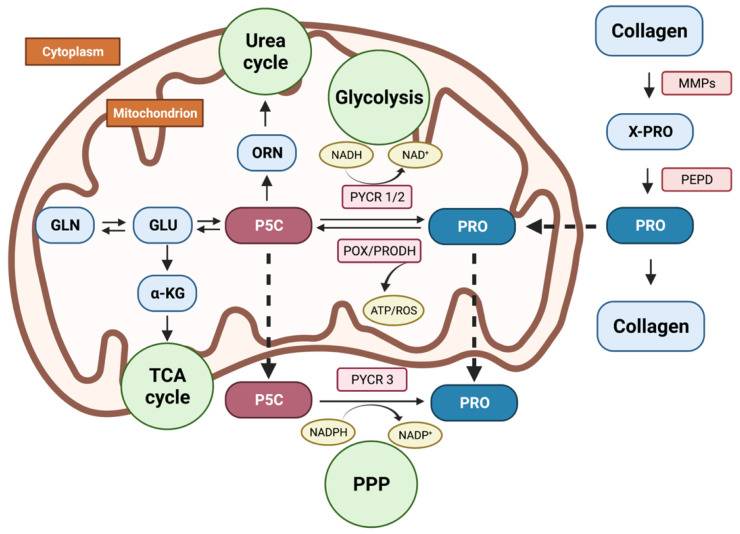 Cytoplasm
Urea
cycle
Collagen
MMPs
Glycolysis
Mitochondrion
X-PRO
ORN
NADH
NAD⁺
PEPD
PYCR 1/2
GLN
GLU
P5C
PRO
PRO
POX/PRODH
α-KG
ATP/ROS
Collagen
TCA
cycle
PYCR 3
P5C
PRO
NADPH
NADP⁺
PPP